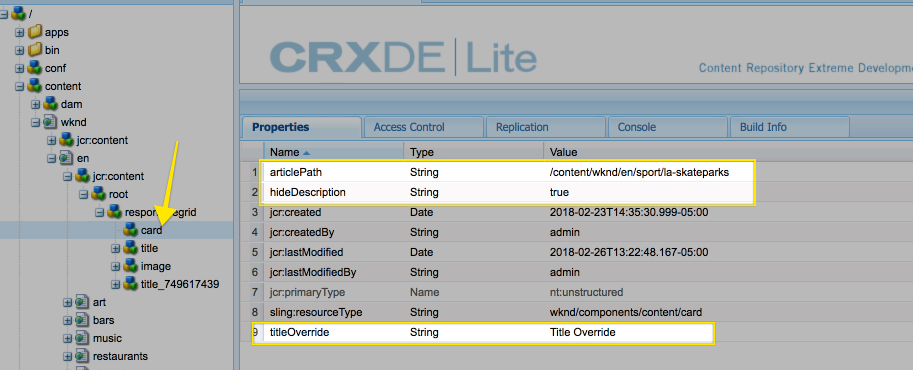 /
apps
bin
conf
content
dam
wknd
jcr:content
en
jcr:content
root
card
title
image
title_749617439
art
bars
music
restaurants
CRXDE | Lite
Content Repository Extreme
Properties Access Control Replication Console Build Info
Name Type Value
1 articlePath String /content/wknd/en/sport/la-skateparks
2 hideDescription String true
3 jcr:created Date 2018-02-23T14:35:30.999-05:00
4 jcr:createdBy String admin
5 jcr:lastModified Date 2018-02-26T13:22:48.167-05:00
6 jcr:lastModifiedBy String admin
7 jcr:primaryType Name nt:unstructured
8 sling:resourceType String wknd/components/content/card
9 titleOverride String Title Override